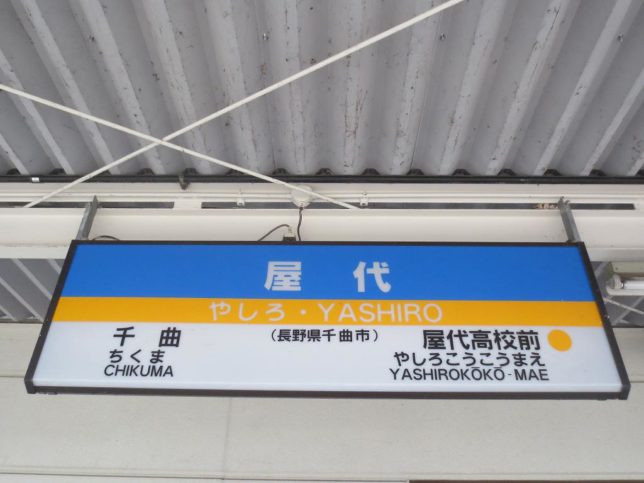 屋代
やしろ・YASHIRO
(長野県千曲市)
千曲
ちくま
CHIKUMA
屋代高校前
やしろこうこうまえ
YASHIROKŌKŌ-MAE